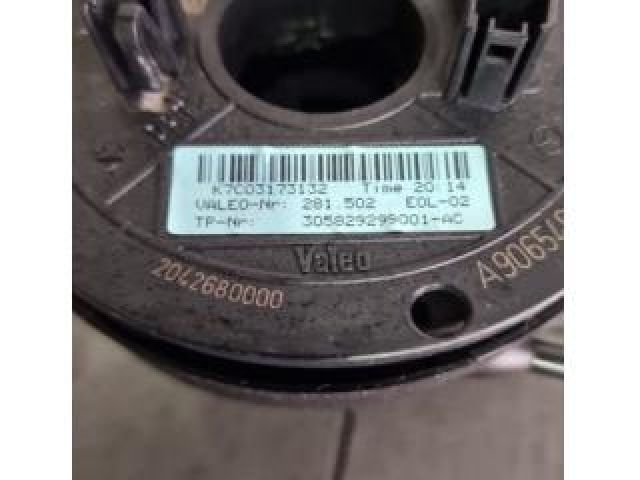 K7C03173132 Time 20:14
VALEO-Nr: 281.502 EOL-02
TP-Nr: 305829299001-AC
Valeo
2042680000